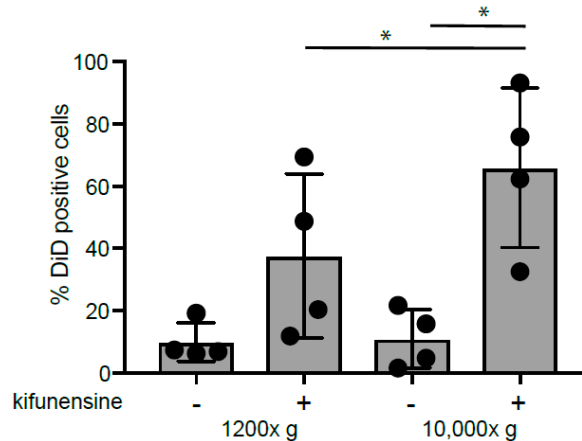 *
*
100
80
60
40
20
0
% DiD positive cells
kifunensine - + - +
1200x g 10,000x g